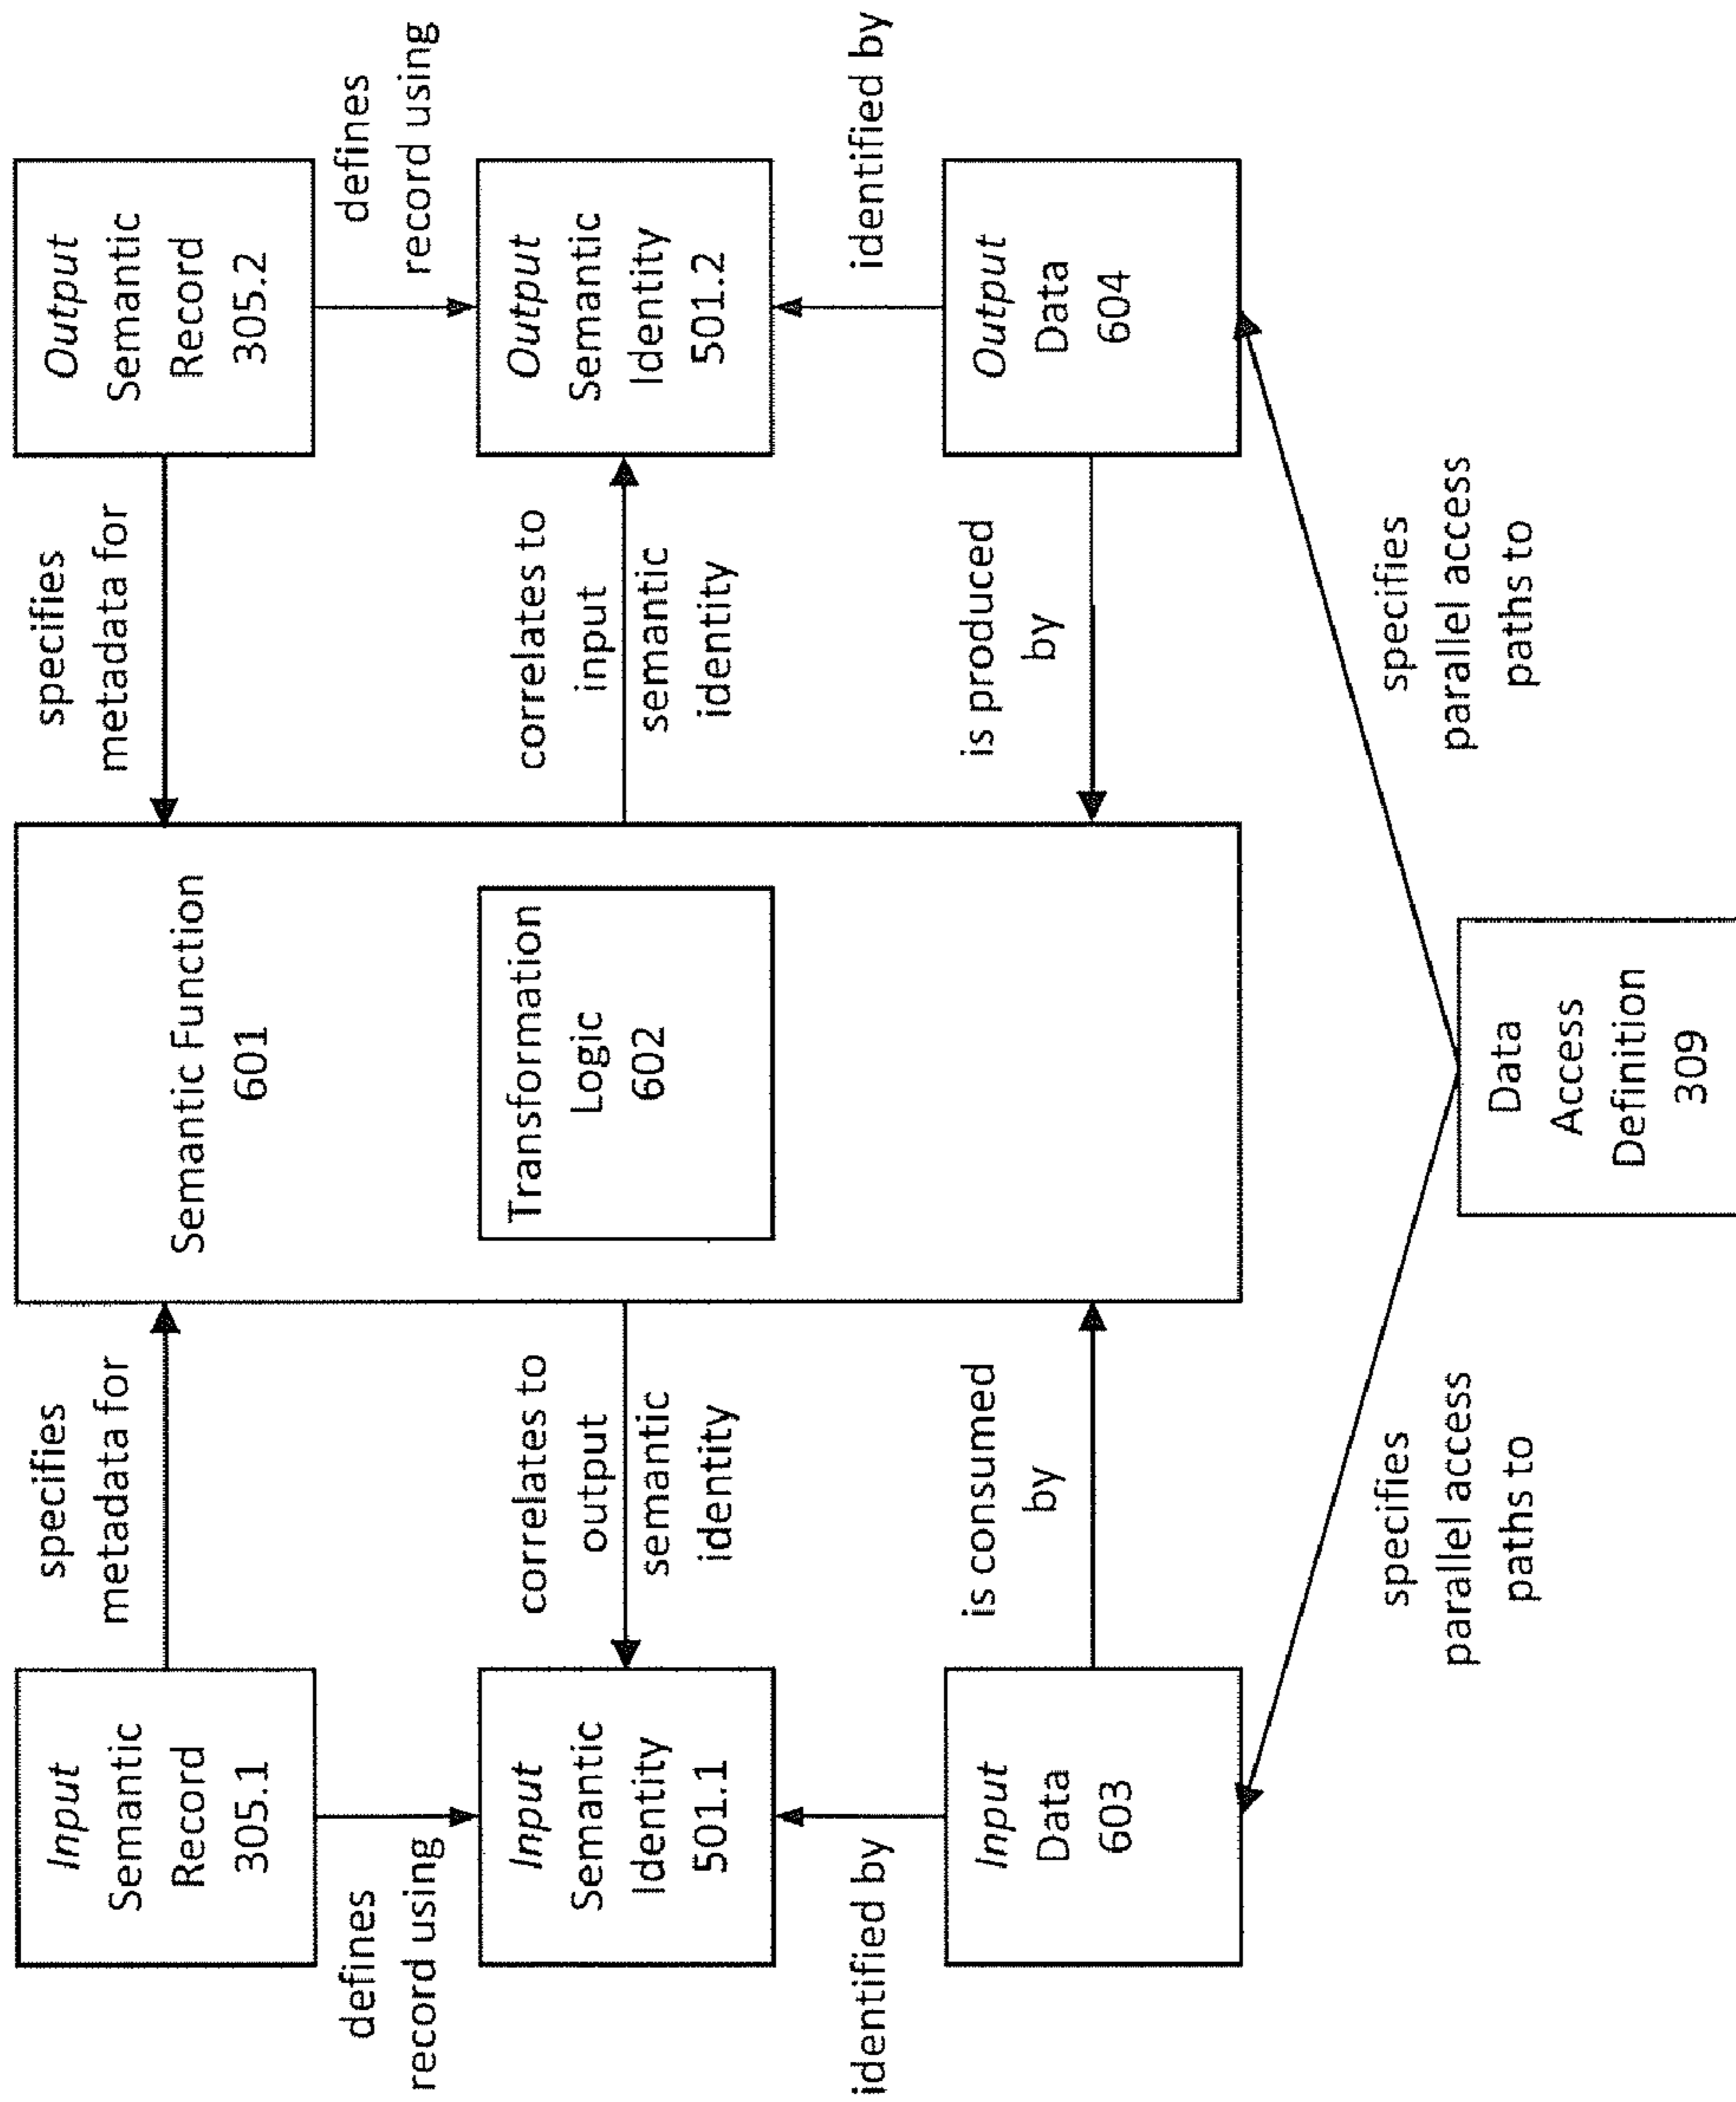 Input
Semantic
Record
305.1
specifies
metadata for
Semantic Function
601
specifies
metadata for
Output
Semantic
Record
305.2
defines
record using
defines
record using
Input
Semantic
Identity
501.1
correlates to
output
semantic
identity
Transformation
Logic
602
correlates to
input
semantic
identity
Output
Semantic
Identity
501.2
identified by
identified by
Input
Data
603
is consumed
by
is produced
by
Output
Data
604
specifies
parallel access
paths to
specifies
parallel access
paths to
Data
Access
Definition
309